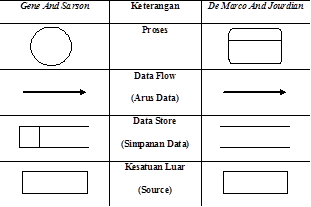 Gene And Sarson Keterangan De Marco And Jourdian
Proses
Data Flow
(Arus Data)
Data Store
(Simpanan Data)
Kesatuan Luar
(Source)